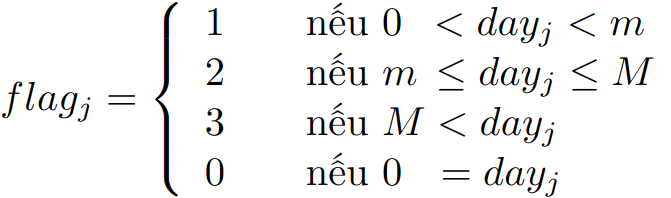 flag_j = { 1 nếu 0 < day_j < m
2 nếu m ≤ day_j ≤ M
3 nếu M < day_j
0 nếu 0 = day_j